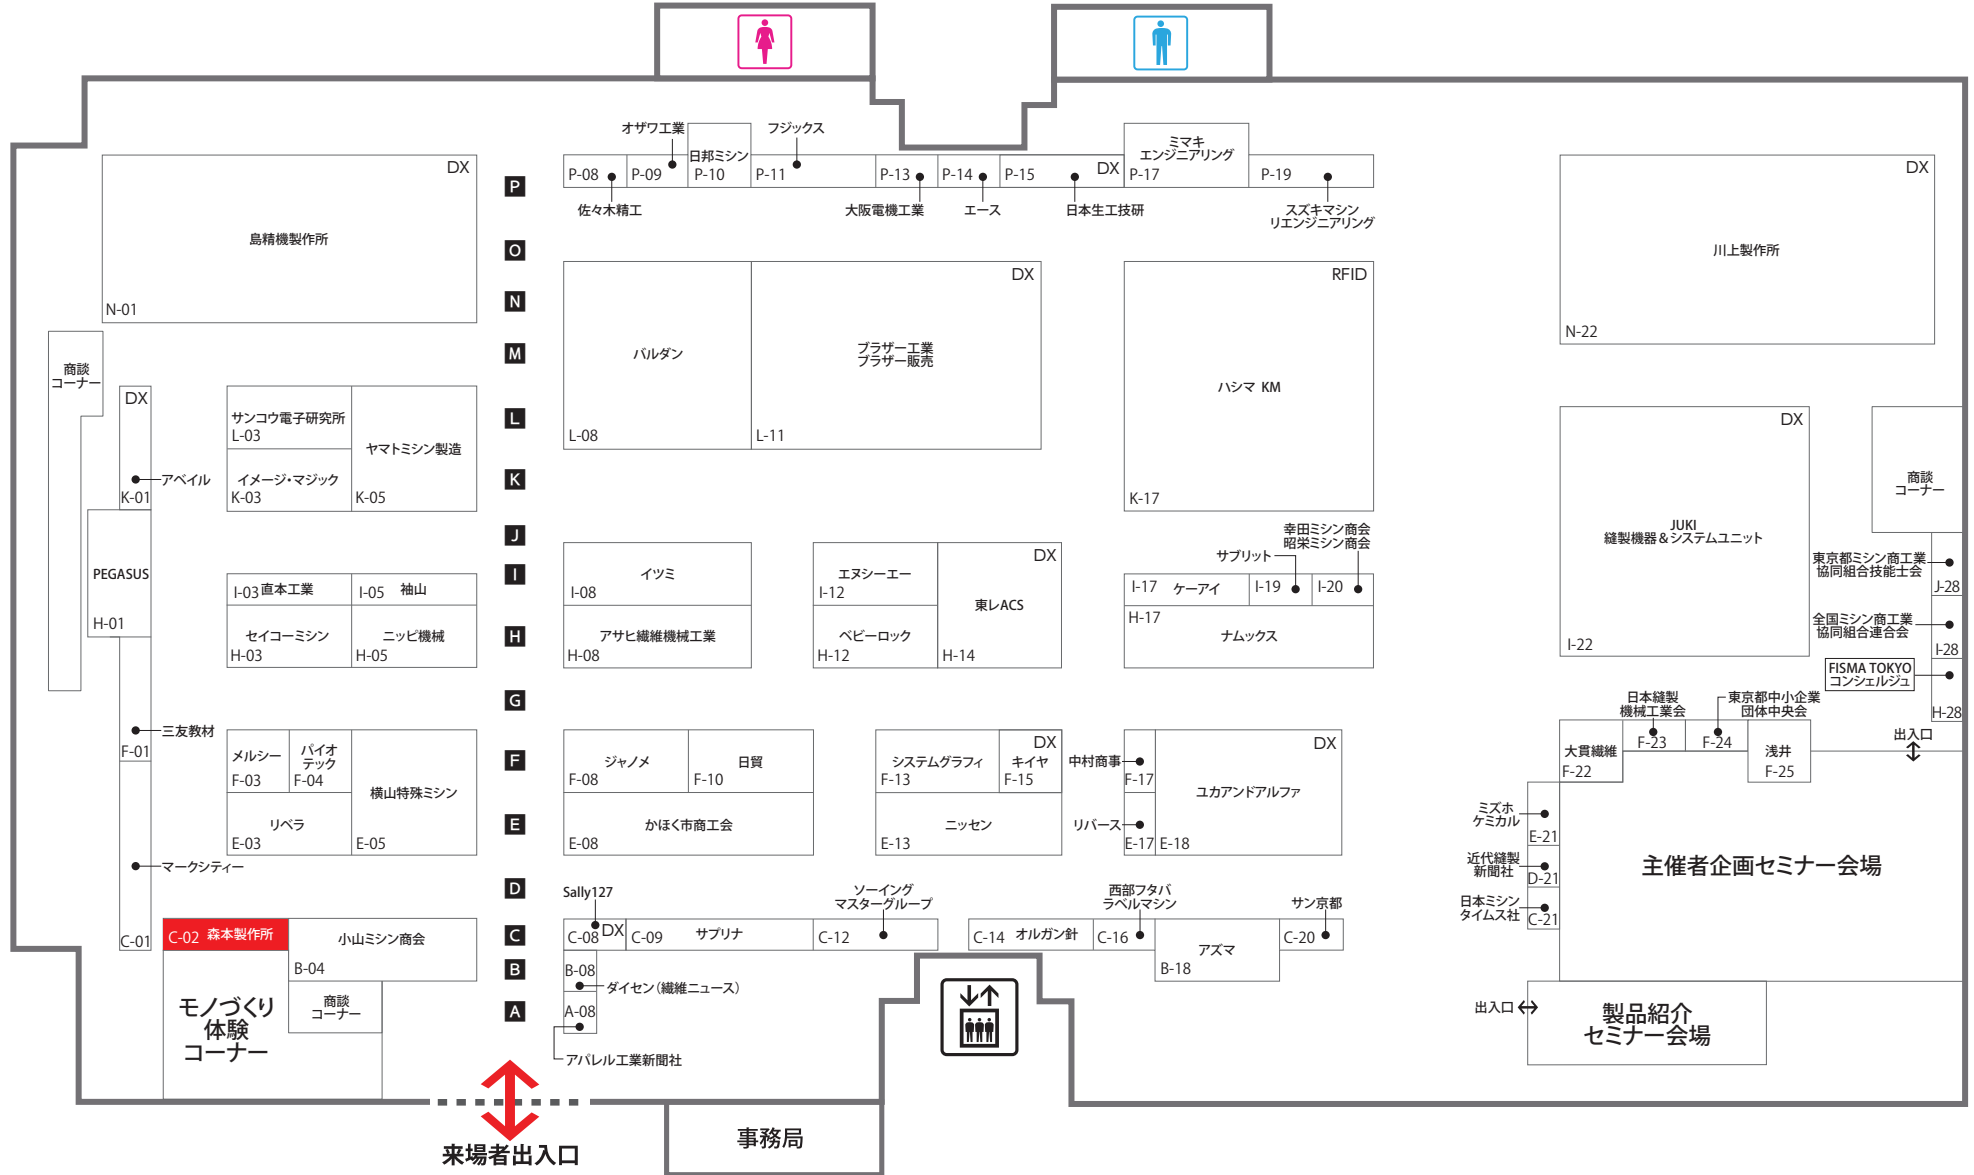 オザワ工業
フジックス
ミマキ
エンジニアリング
P-17
日邦ミシン
P-10
P-08
P-09
P-11
P-13
P-14
P-15
DX
P-19
佐々木精工
大阪電機工業
エース
日本生工技研
スズキマシン
リエンジニアリング
DX
島精機製作所
N-01
P
O
N
M
L
K
J
I
H
G
F
E
D
C
B
A
DX
川上製作所
N-22
バルダン
L-08
DX
ブラザー工業
ブラザー販売
L-11
RFID
ハシマ KM
K-17
商談
コーナー
DX
アベイル
K-01
サンコウ電子研究所
L-03
イメージ・マジック
K-03
ヤマトミシン製造
K-05
DX
JUKI
縫製機器&システムユニット
I-22
商談
コーナー
PEGASUS
H-01
I-03 直本工業
I-05 袖山
セイコーミシン
H-03
ニッピ機械
H-05
イツミ
I-08
アサヒ繊維機械工業
H-08
エヌシーエー
I-12
ベビーロック
H-12
DX
東レACS
H-14
幸田ミシン商会
昭栄ミシン商会
サブリット
I-17 ケーアイ
I-19
I-20
H-17
ナムックス
東京都ミシン商工業
協同組合技能士会
J-28
全国ミシン商工業
協同組合連合会
I-28
FISMA TOKYO
コンシェルジュ
H-28
三友教材
F-01
メルシー
F-03
パイオ
テック
F-04
リベラ
E-03
横山特殊ミシン
E-05
ジャノメ
F-08
日貿
F-10
かほく市商工会
E-08
システムグラフィ
F-13
DX
キイヤ
F-15
ニッセン
E-13
中村商事
F-17
リバース
E-17
DX
ユカアンドアルファ
E-18
日本縫製
機械工業会
F-23
東京都中小企業
団体中央会
F-24
大貫繊維
F-22
浅井
F-25
出入口
ミズホ
ケミカル
E-21
近代縫製
新聞社
D-21
日本ミシン
タイムス社
C-21
主催者企画セミナー会場
マークシティー
C-01
C-02 森本製作所
小山ミシン商会
B-04
商談
コーナー
モノづくり
体験
コーナー
Sally127
C-08
DX
C-09
サプリナ
ソーイング
マスターグループ
C-12
C-14 オルガン針
西部フタバ
ラベルマシン
C-16
アズマ
B-18
サン京都
C-20
B-08
ダイセン(繊維ニュース)
A-08
アパレル工業新聞社
出入口
製品紹介
セミナー会場
来場者出入口
事務局